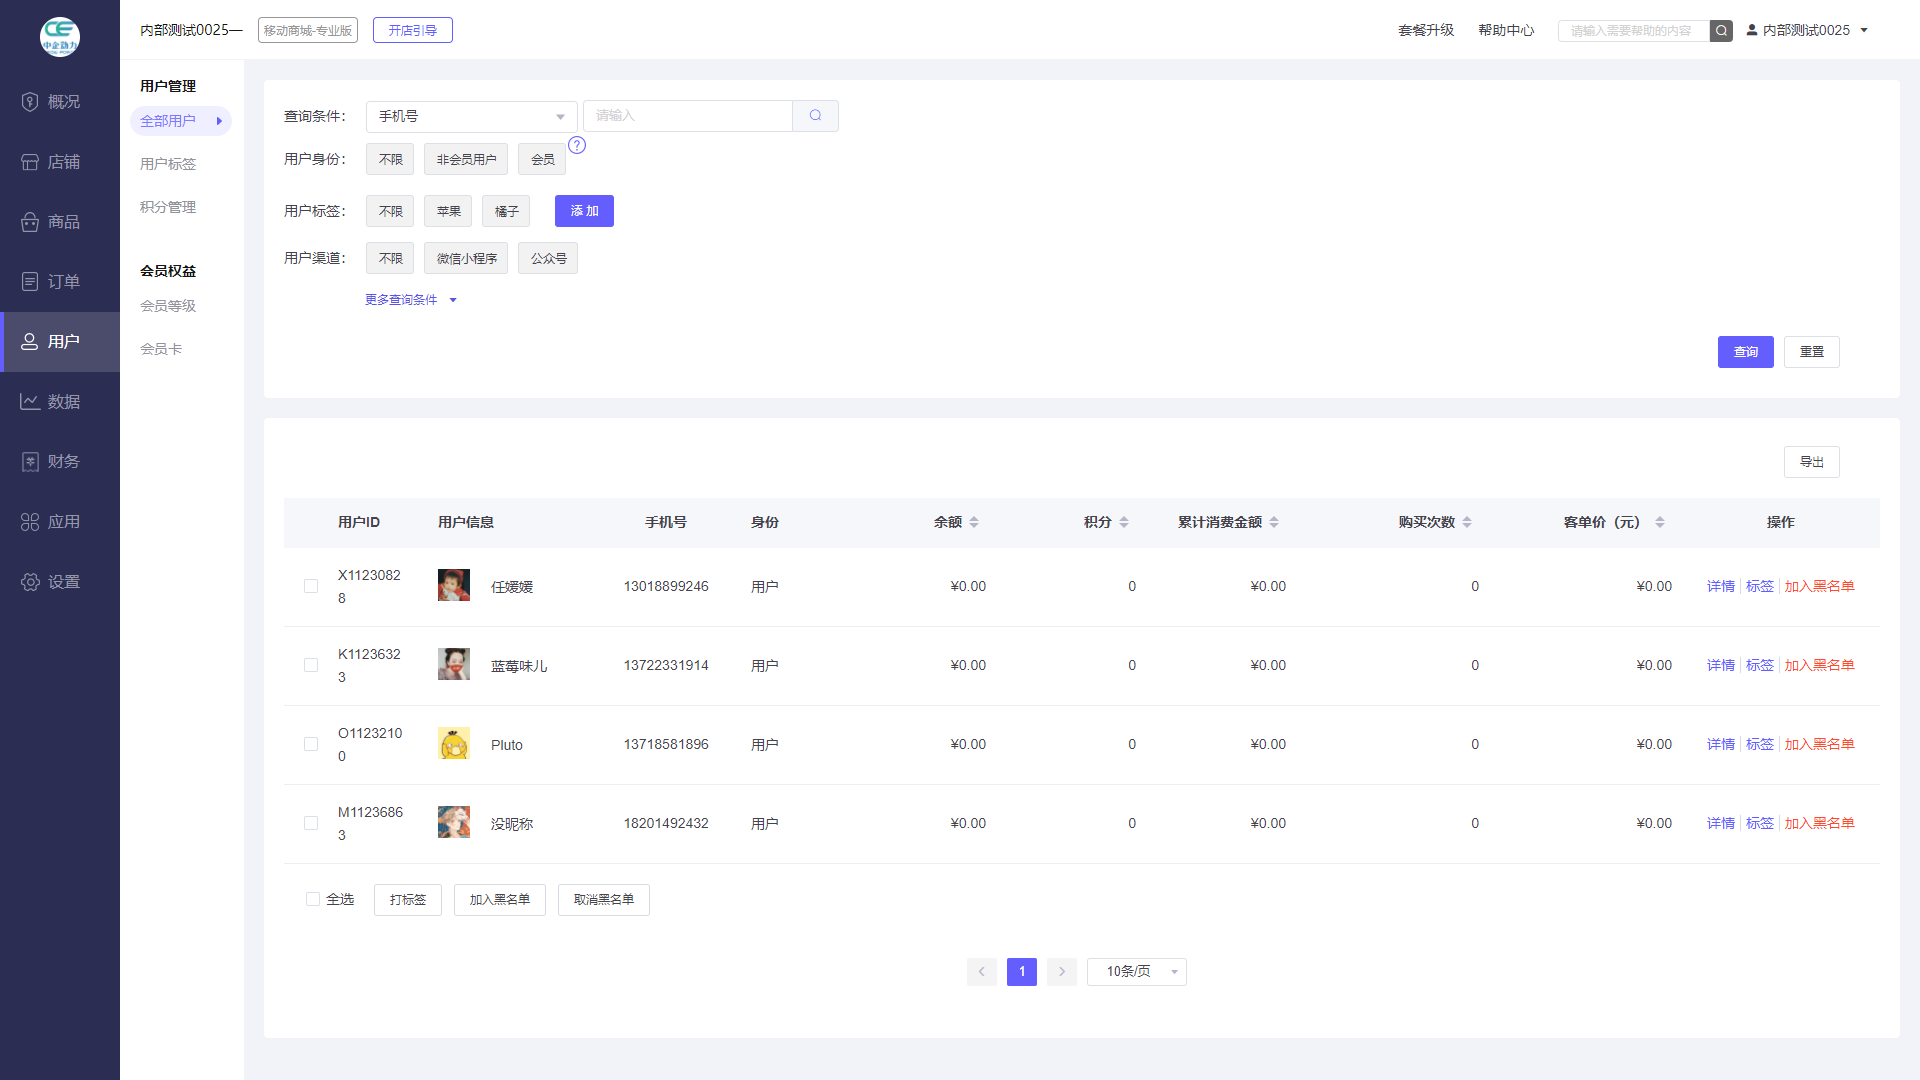 内部测试0025—
移动商城-专业版
开店引导
套餐升级
帮助中心
请输入需要帮助的内容
内部测试0025
中企动力
概况
店铺
商品
订单
用户
数据
财务
应用
设置
用户管理
全部用户
用户标签
积分管理
会员权益
会员等级
会员卡
查询条件: 手机号 请输入
用户身份: 不限 非会员用户 会员 ?
用户标签: 不限 苹果 橘子 添 加
用户渠道: 不限 微信小程序 公众号
更多查询条件
查询 重置
导出
用户ID 用户信息 手机号 身份 余额 积分 累计消费金额 购买次数 客单价（元） 操作
X1123082
8 任媛媛 13018899246 用户 ¥0.00 0 ¥0.00 0 ¥0.00 详情 标签 加入黑名单
K1123632
3 蓝莓味儿 13722331914 用户 ¥0.00 0 ¥0.00 0 ¥0.00 详情 标签 加入黑名单
O1123210
0 Pluto 13718581896 用户 ¥0.00 0 ¥0.00 0 ¥0.00 详情 标签 加入黑名单
M1123686
3 没昵称 18201492432 用户 ¥0.00 0 ¥0.00 0 ¥0.00 详情 标签 加入黑名单
全选 打标签 加入黑名单 取消黑名单
1 10条/页